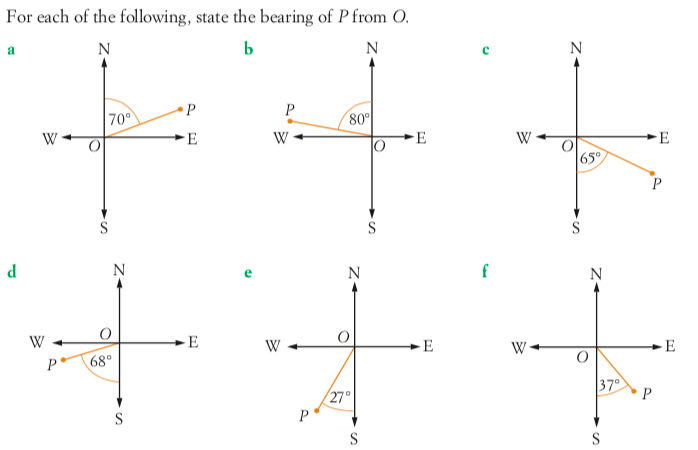 For each of the following, state the bearing of P from O.
a
N
70°
P
W
O
E
S
b
N
P
80°
W
O
E
S
c
N
W
O
E
65°
P
S
d
N
W
O
E
P
68°
S
e
N
W
O
E
27°
P
S
f
N
W
O
E
37°
P
S